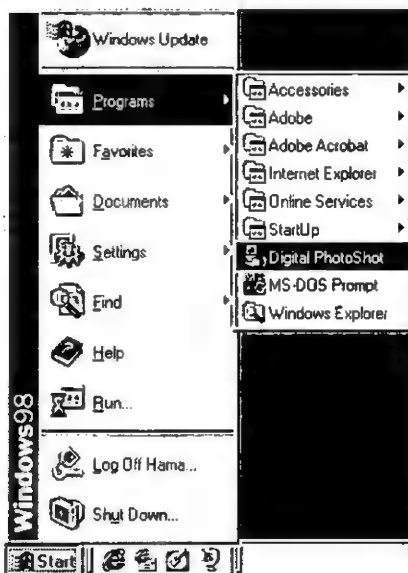 Windows Update
Programs
Favorites
Documents
Settings
Find
Help
Run...
Log Off Hama...
Shut Down...
Windows98
Start
Accessories
Adobe
Adobe Acrobat
Internet Explorer
Online Services
StartUp
Digital PhotoShot
MS-DOS Prompt
Windows Explorer